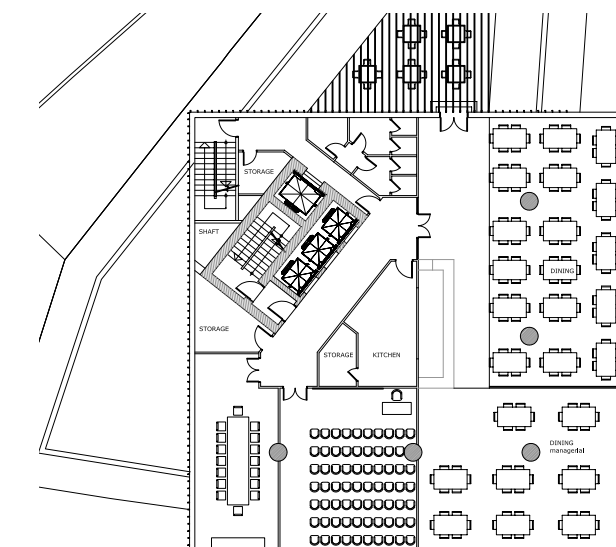 STORAGE
SHAFT
DINING
STORAGE
STORAGE
KITCHEN
DINING
managerial